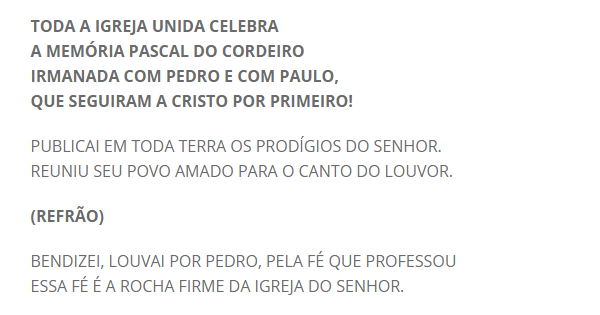 TODA A IGREJA UNIDA CELEBRA
A MEMÓRIA PASCAL DO CORDEIRO
IRMANADA COM PEDRO E COM PAULO,
QUE SEGUIRAM A CRISTO POR PRIMEIRO!
PUBLICAI EM TODA TERRA OS PRODÍGIOS DO SENHOR.
REUNIU SEU POVO AMADO PARA O CANTO DO LOUVOR.
(REFRÃO)
BENDIZEI, LOUVAI POR PEDRO, PELA FÉ QUE PROFESSOU
ESSA FÉ É A ROCHA FIRME DA IGREJA DO SENHOR.